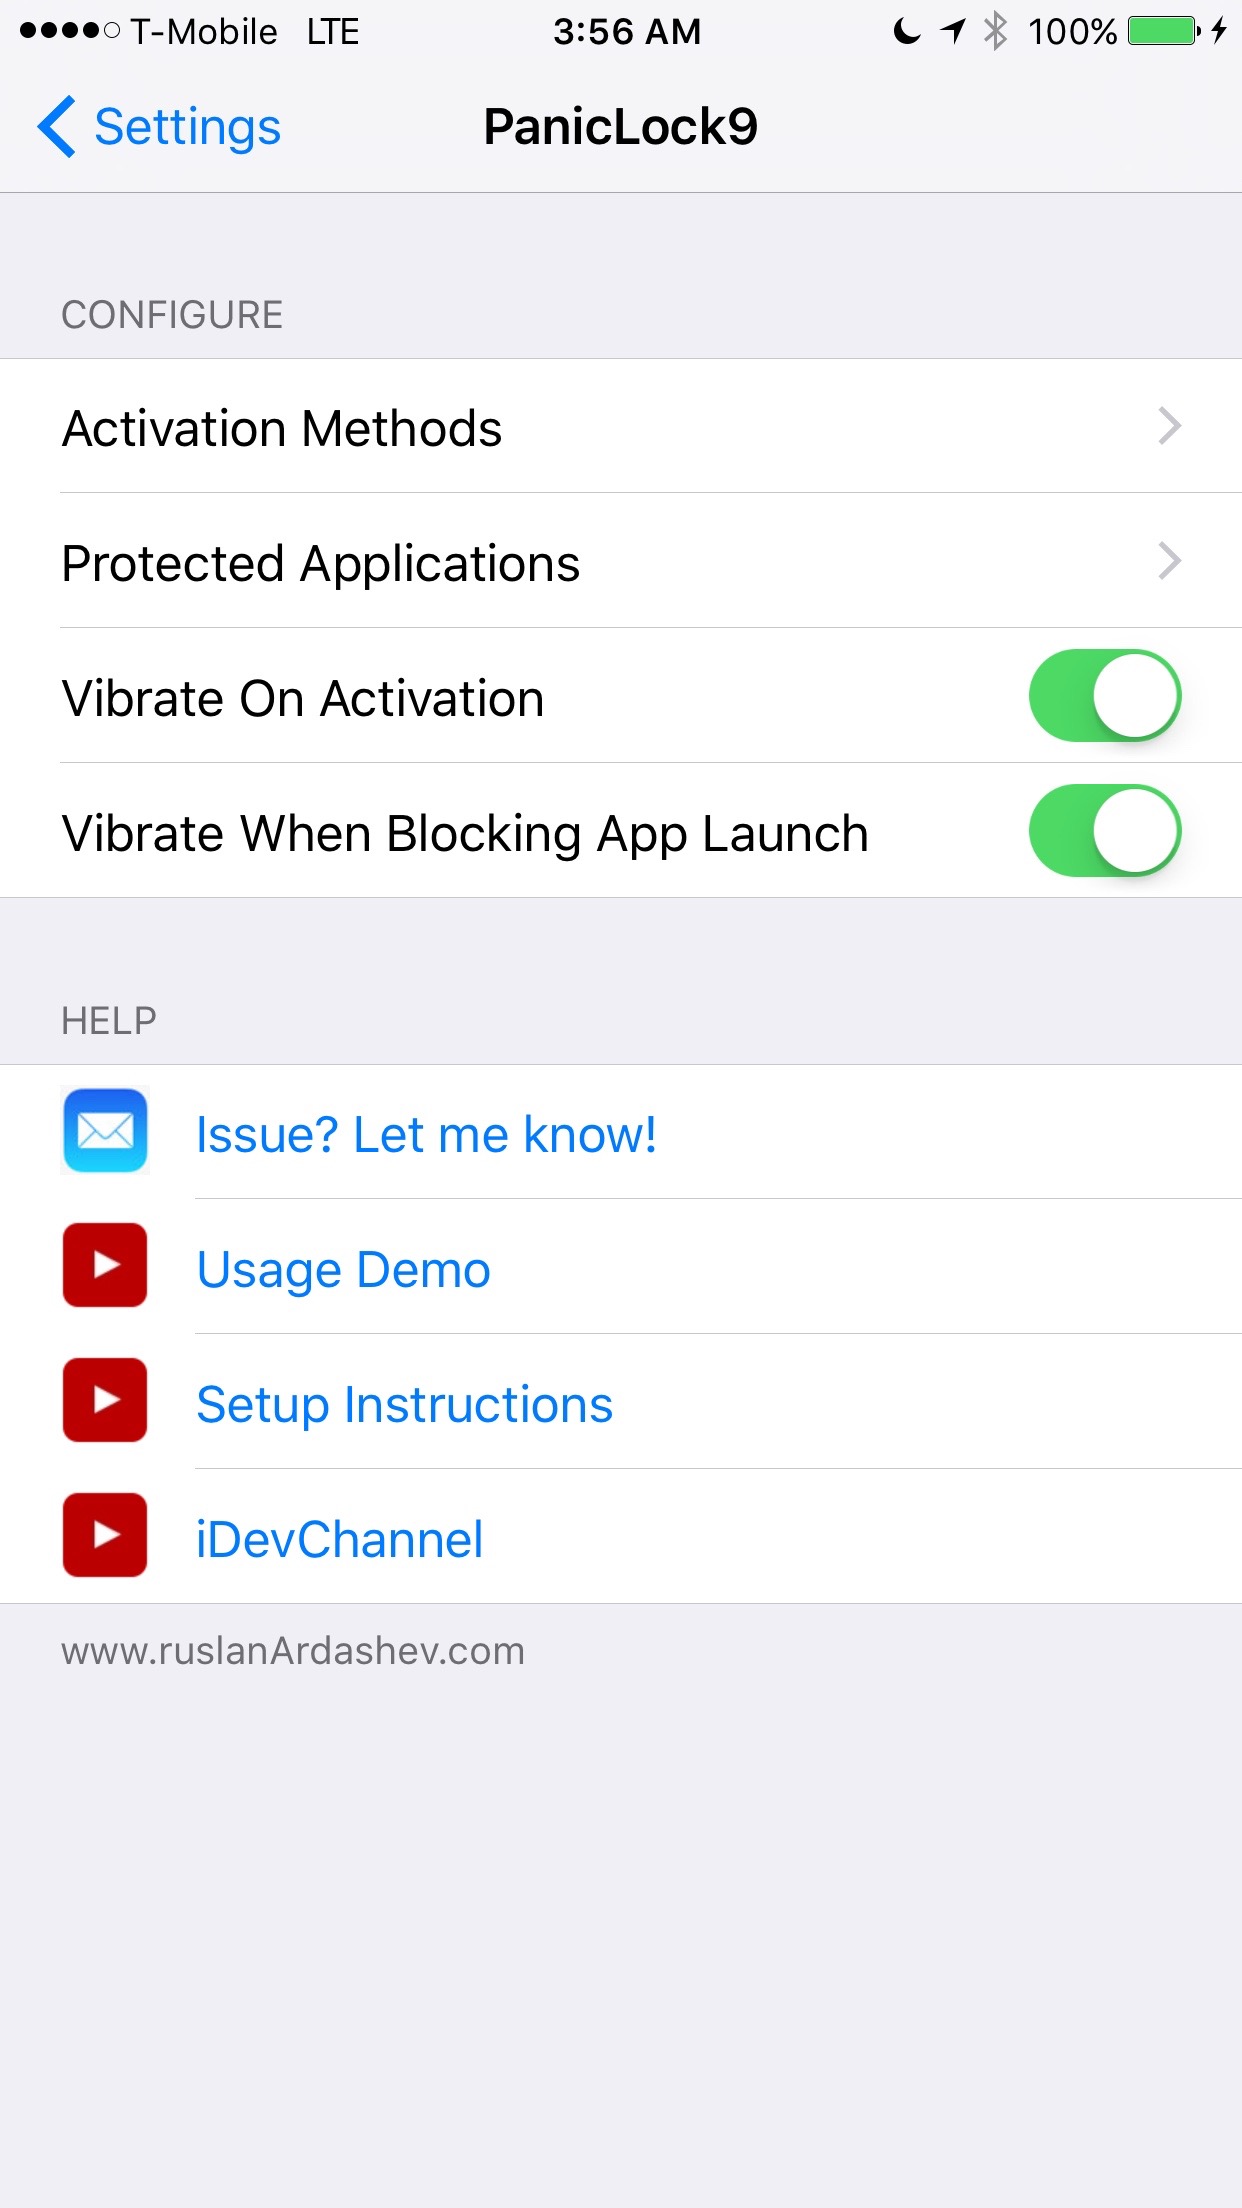 T-Mobile LTE 3:56 AM 100%
Settings PanicLock9
CONFIGURE
Activation Methods
Protected Applications
Vibrate On Activation
Vibrate When Blocking App Launch
HELP
Issue? Let me know!
Usage Demo
Setup Instructions
iDevChannel
www.ruslanArdashev.com